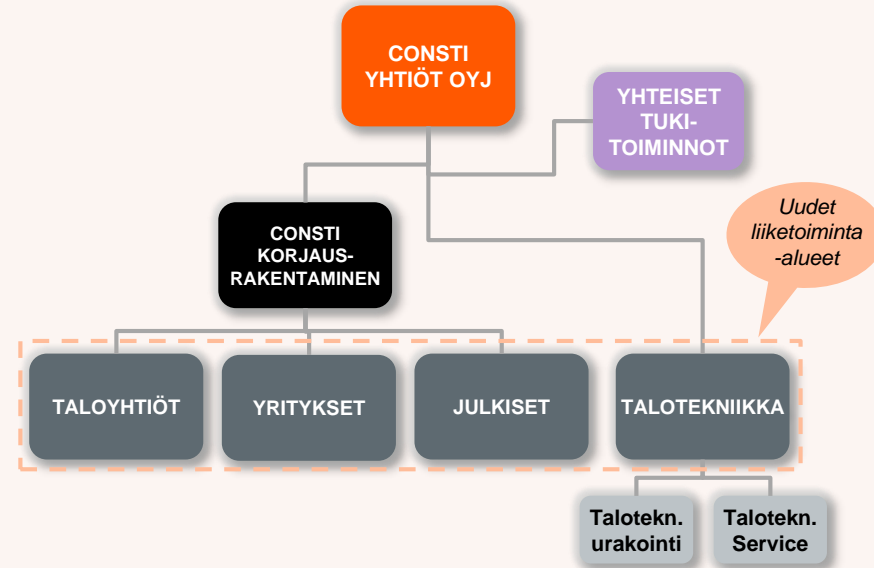 CONSTI
YHTIÖT OYJ
YHTEISET
TUKI-
TOIMINNOT
CONSTI
KORJAUS-
RAKENTAMINEN
Uudet
liiketoiminta
-alueet
TALOYHTIÖT
YRITYKSET
JULKISET
TALOTEKNIIKKA
Talotekn.
urakointi
Talotekn.
Service